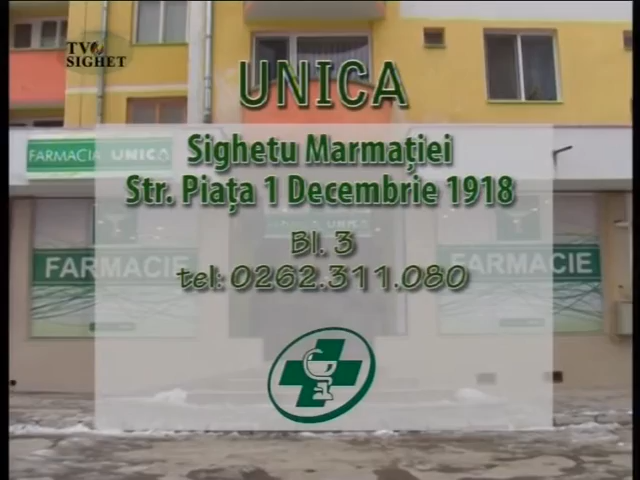 TV SIGHET
UNICA
FARMACIA UNICA
Sighetu Marmației
Str. Piața 1 Decembrie 1918
Bl. 3
tel: 0262.311.080
FARMACIE
FARMACIE